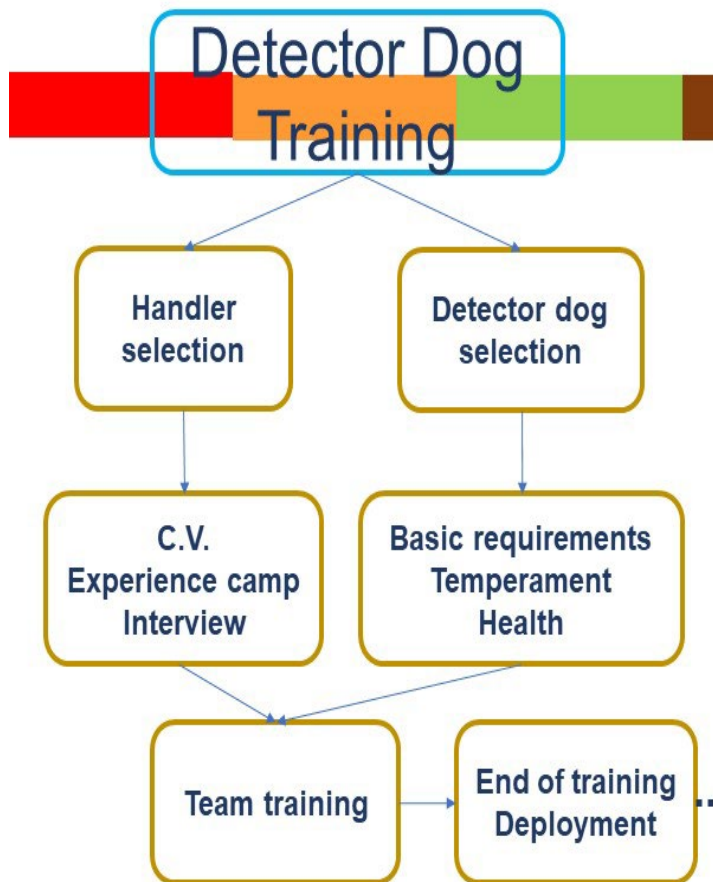 Detector Dog
Training
Handler
selection
Detector dog
selection
C.V.
Experience camp
Interview
Basic requirements
Temperament
Health
Team training
End of training
Deployment
..